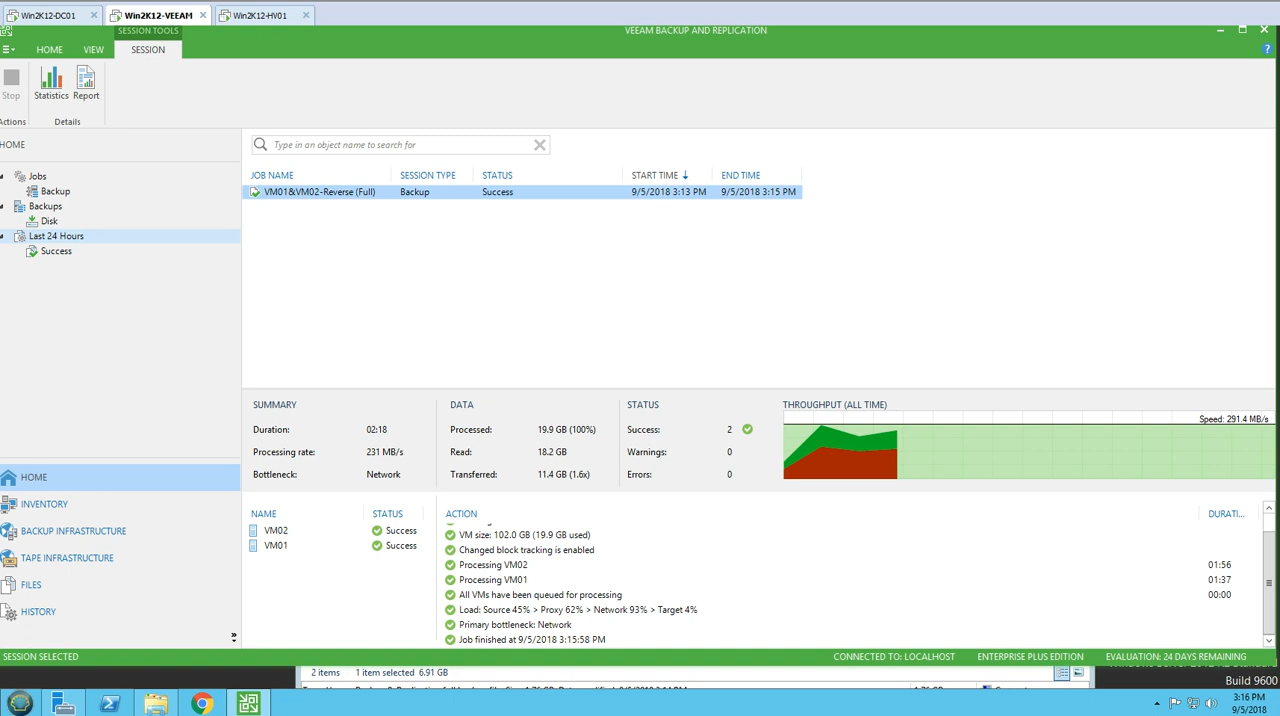 Win2K12-DC01 Win2K12-VEEAM Win2K12-HV01
SESSION TOOLS VEEAM BACKUP AND REPLICATION
HOME VIEW SESSION
Stop Statistics Report
Actions Details
HOME
Type in an object name to search for
Jobs
Backup
Backups
Disk
Last 24 Hours
Success
JOB NAME SESSION TYPE STATUS START TIME END TIME
VM01&VM02-Reverse (Full) Backup Success 9/5/2018 3:13 PM 9/5/2018 3:15 PM
SUMMARY DATA STATUS THROUGHPUT (ALL TIME)
Speed: 291.4 MB/s
Duration: 02:18 Processed: 19.9 GB (100%) Success: 2
Processing rate: 231 MB/s Read: 18.2 GB Warnings: 0
Bottleneck: Network Transferred: 11.4 GB (1.6x) Errors: 0
HOME
INVENTORY
BACKUP INFRASTRUCTURE
TAPE INFRASTRUCTURE
FILES
HISTORY
NAME STATUS ACTION DURATI...
VM02 Success
VM01 Success
VM size: 102.0 GB (19.9 GB used)
Changed block tracking is enabled
Processing VM02 01:56
Processing VM01 01:37
All VMs have been queued for processing 00:00
Load: Source 45% > Proxy 62% > Network 93% > Target 4%
Primary bottleneck: Network
Job finished at 9/5/2018 3:15:58 PM
SESSION SELECTED CONNECTED TO: LOCALHOST ENTERPRISE PLUS EDITION EVALUATION: 24 DAYS REMAINING
2 items 1 item selected 6.91 GB
Build 9600
3:16 PM
9/5/2018